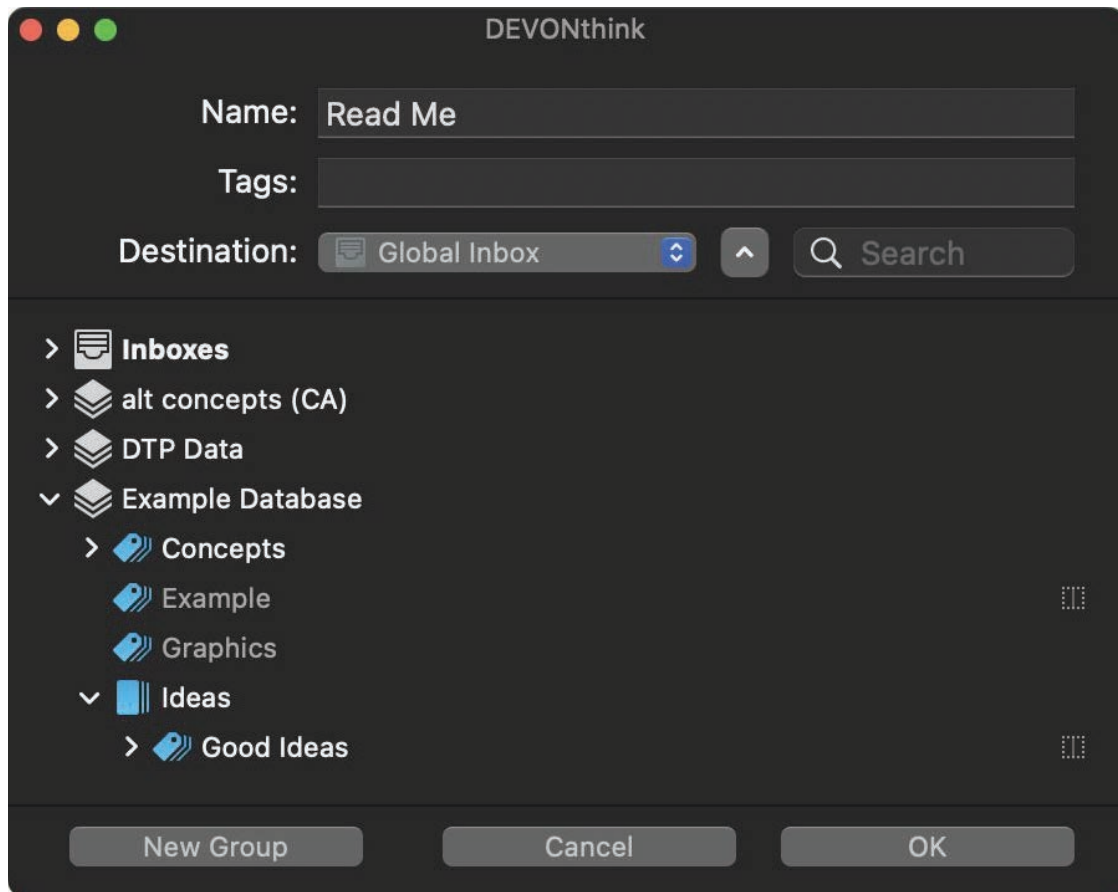 DEVONthink
Name: Read Me
Tags:
Destination: Global Inbox Search
Inboxes
alt concepts (CA)
DTP Data
Example Database
Concepts
Example
Graphics
Ideas
Good Ideas
New Group Cancel OK